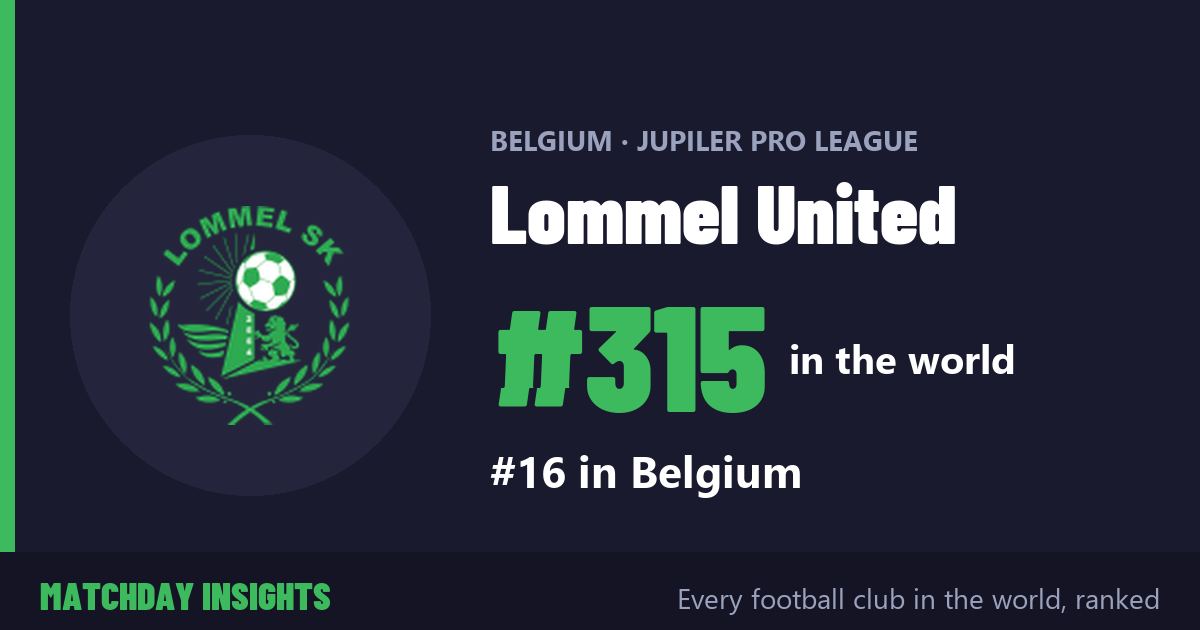 BELGIUM · JUPILER PRO LEAGUE
LOMMEL SK
Lommel United
#315 in the world
#16 in Belgium
MATCHDAY INSIGHTS
Every football club in the world, ranked